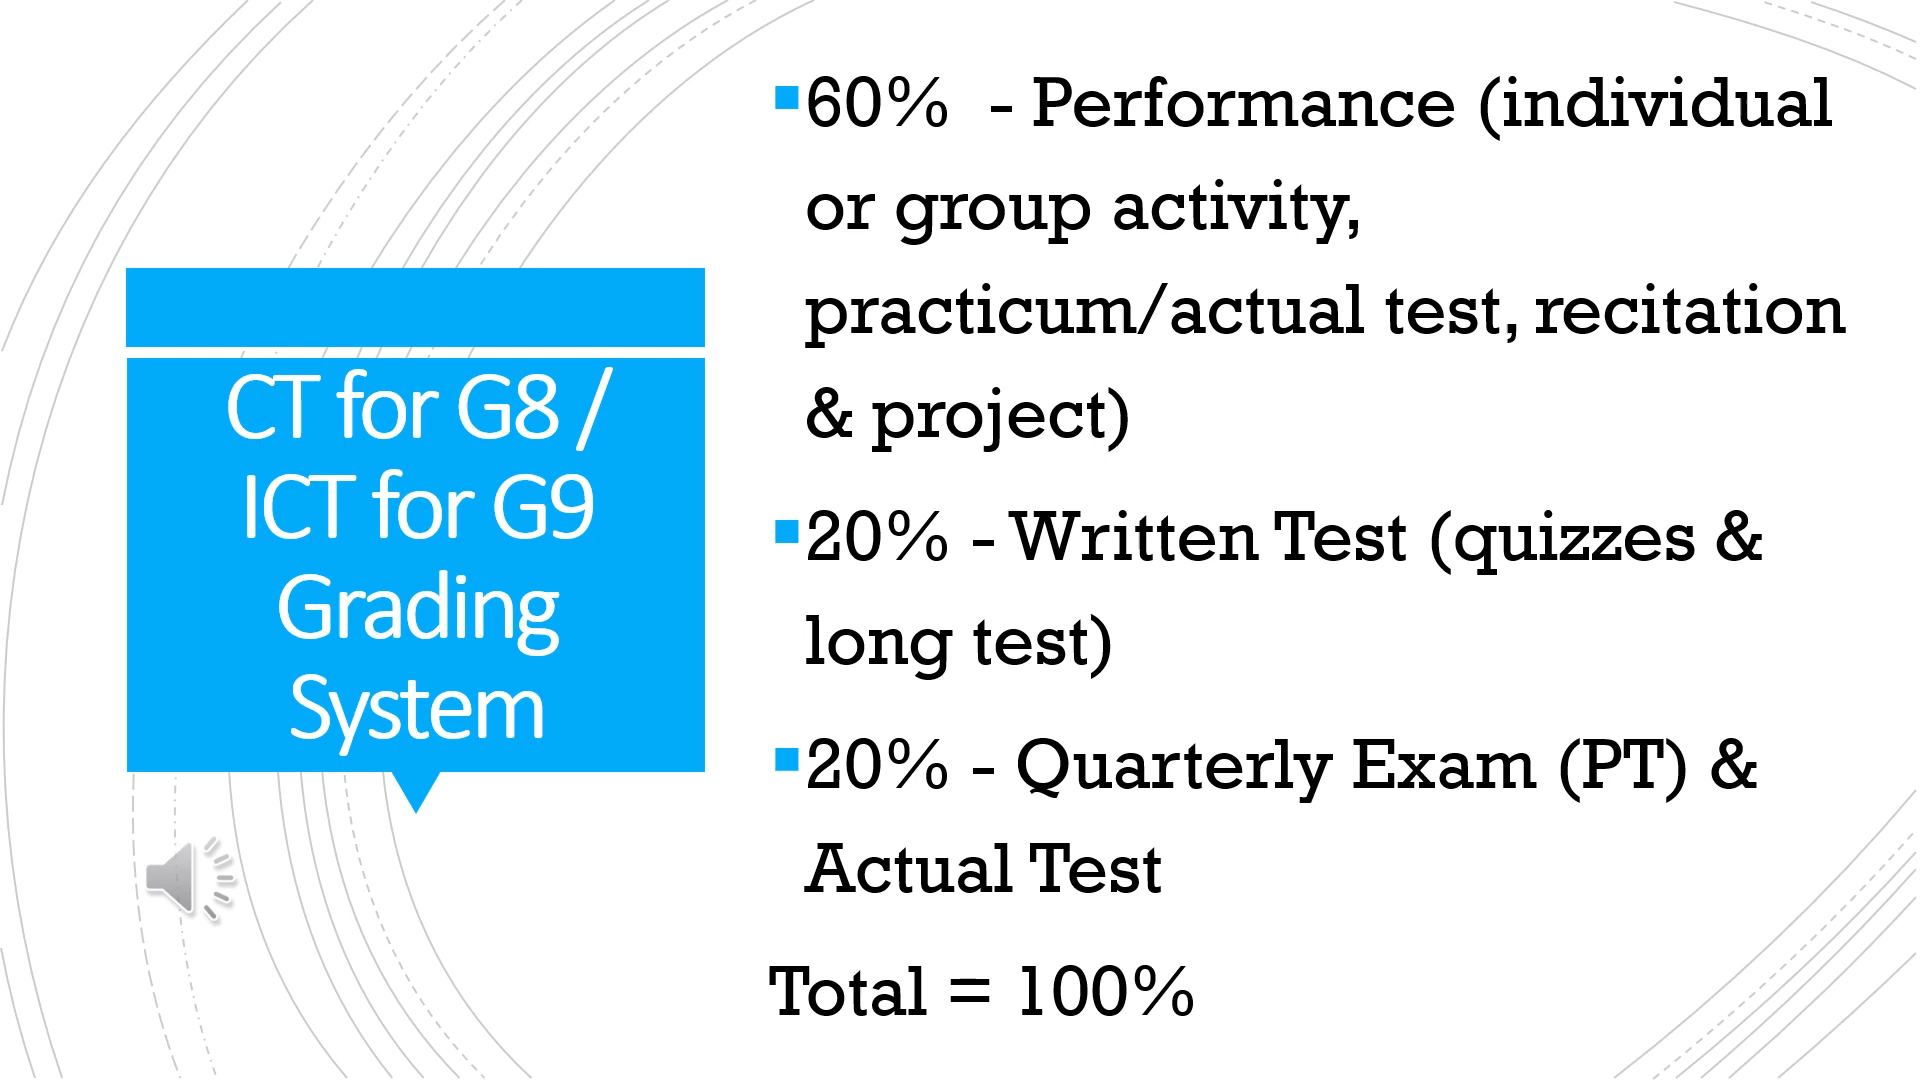 CT for G8 /
ICT for G9
Grading
System
60%  - Performance (individual
or group activity,
practicum/actual test, recitation
& project)
20% - Written Test (quizzes &
long test)
20% - Quarterly Exam (PT) &
Actual Test
Total = 100%